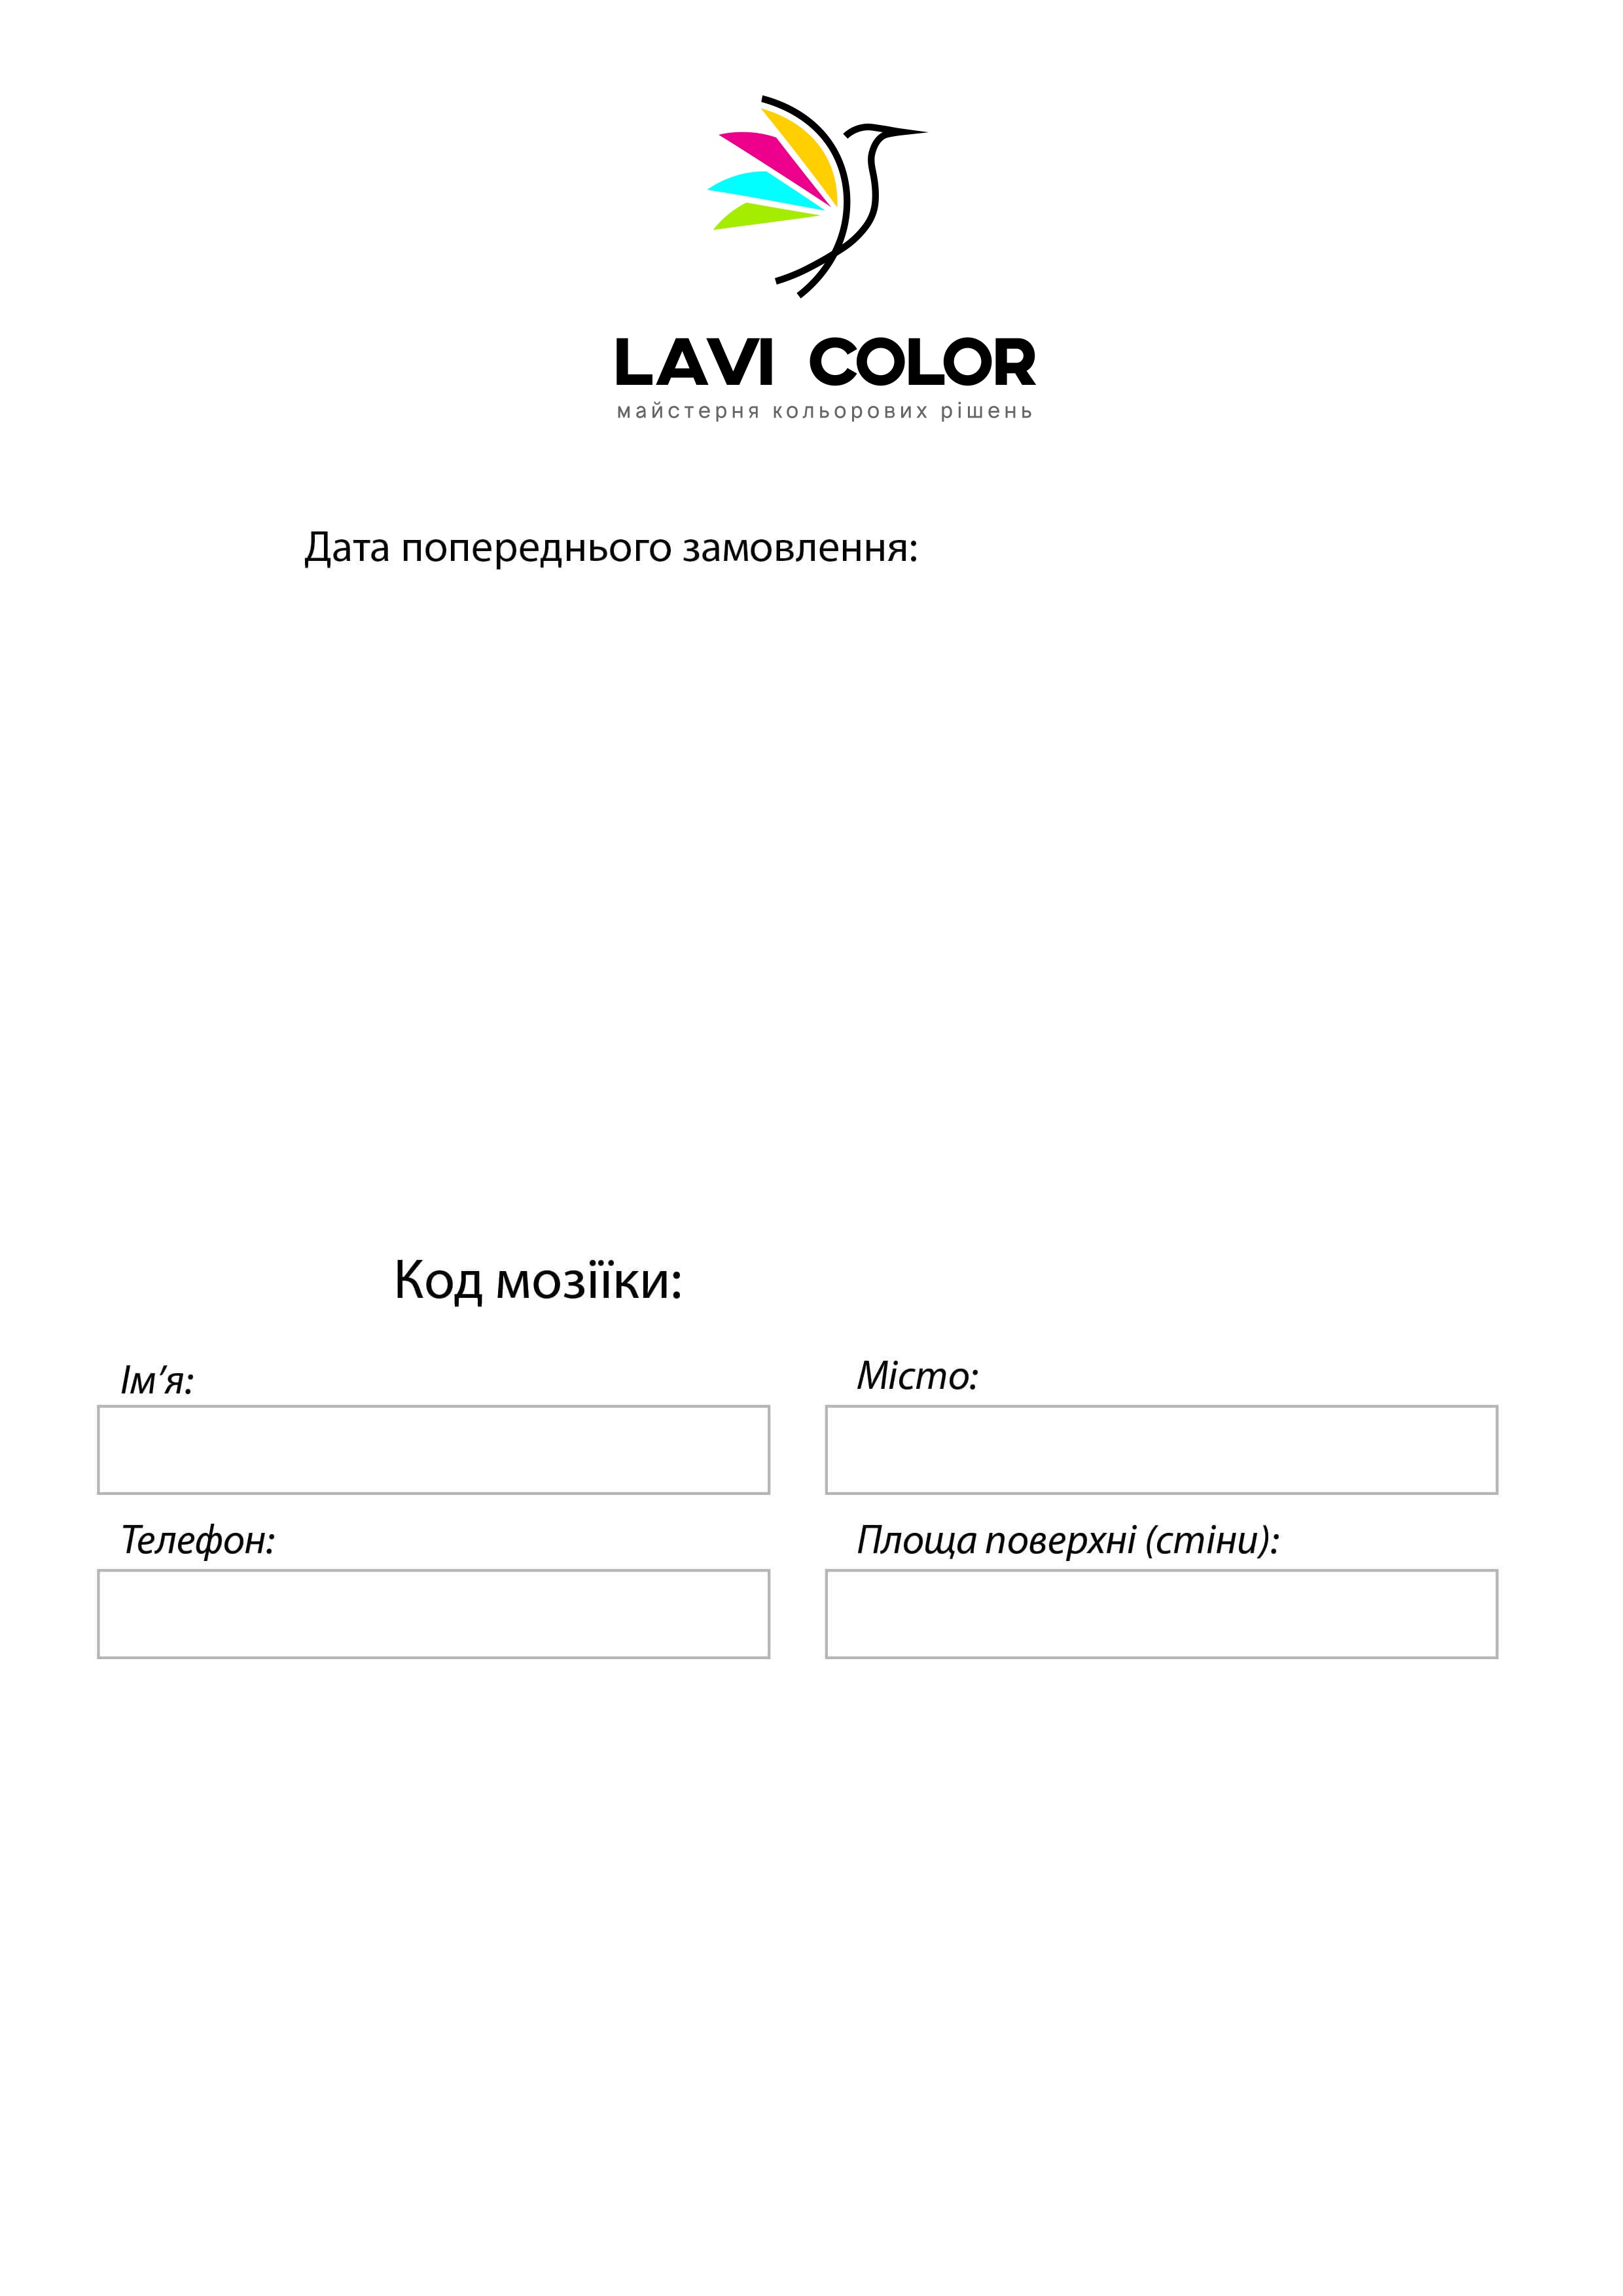 LAVI COLOR
майстерня кольорових рішень
Дата попереднього замовлення:
Код мозіїки:
Ім’я:
Місто:
Телефон:
Площа поверхні (стіни):